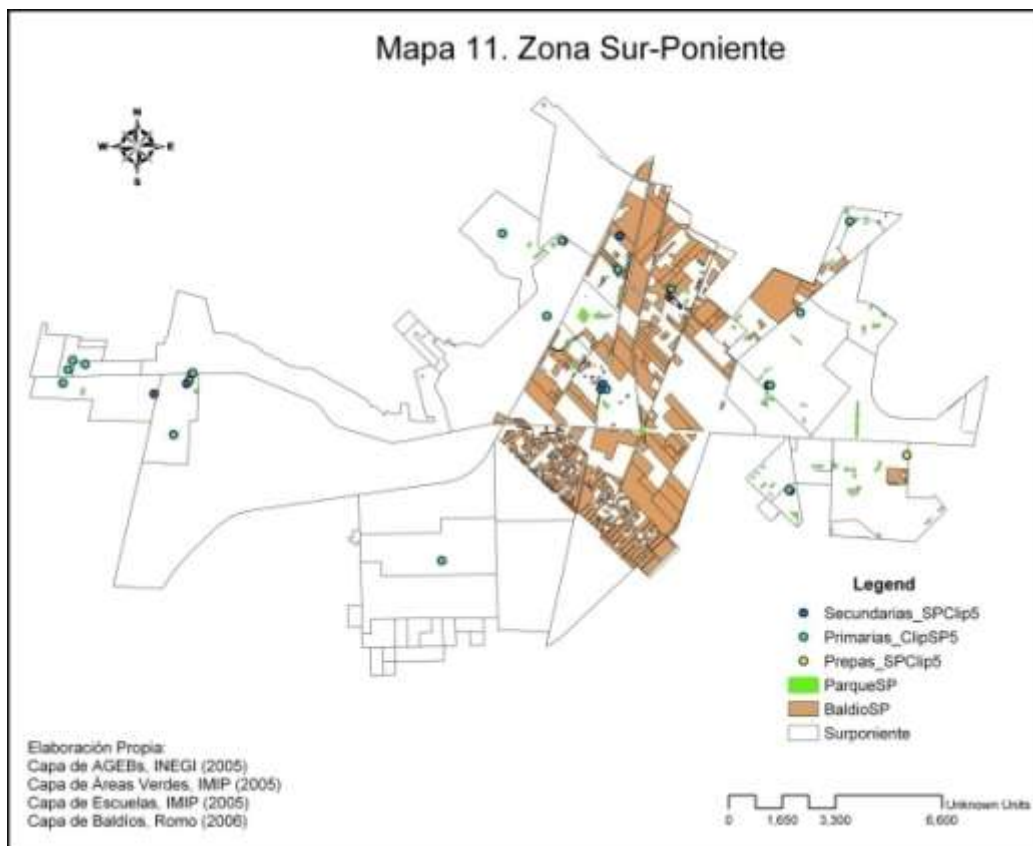 Mapa 11. Zona Sur-Poniente
N
W E
S
Legend
Secundarias_SPClip5
Primarias_ClipSP5
Prepas_SPClip5
ParqueSP
BaldioSP
Surponiente
Elaboración Propia:
Capa de AGEBs, INEGI (2005)
Capa de Áreas Verdes, IMIP (2005)
Capa de Escuelas, IMIP (2005)
Capa de Baldíos, Romo (2006)
Unknown Units
0 1,650 3,300 6,600